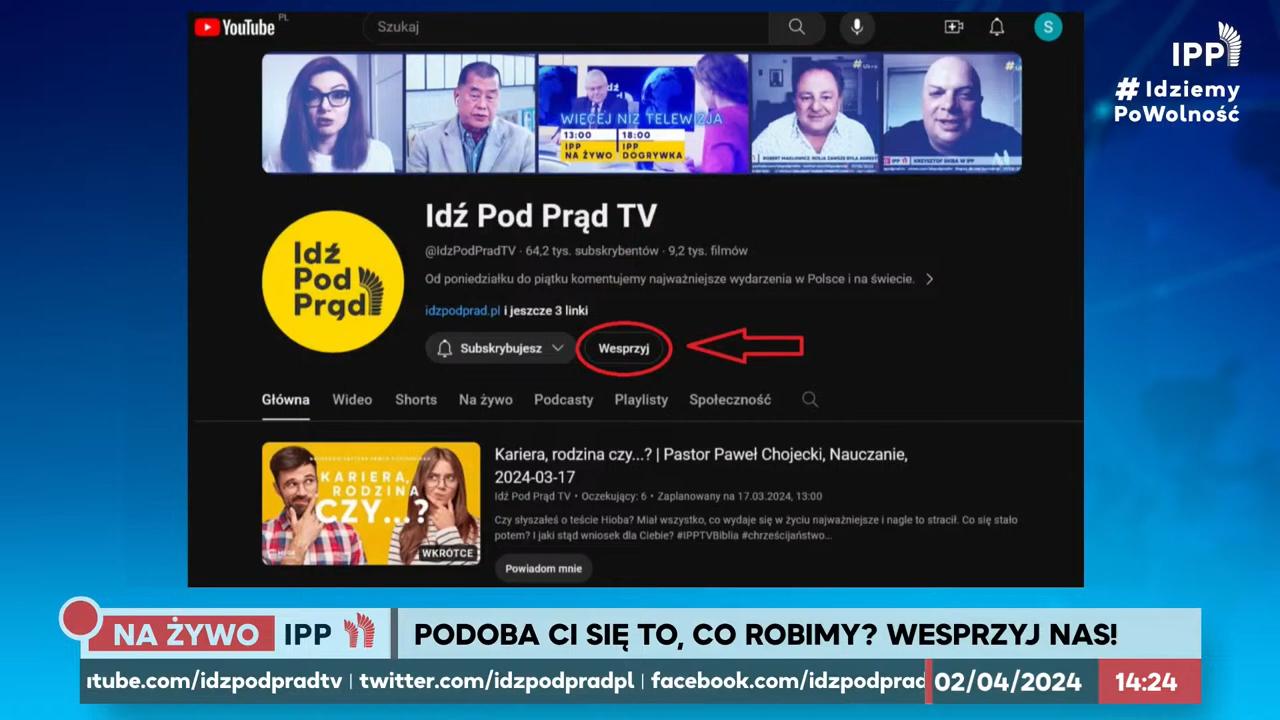 YouTube PL
Szukaj
S
IPP
# Idziemy
PoWolność
WIĘCEJ NIŻ TELEWIZJA
13:00 18:00
IPP IPP
NA ŻYWO DOGRYWKA
KRZYSZTOF SKIBA W IPP
Idź Pod Prąd TV
@IdzPodPradTV · 64,2 tys. subskrybentów · 9,2 tys. filmów
Od poniedziałku do piątku komentujemy najważniejsze wydarzenia w Polsce i na świecie.
idzpodprad.pl i jeszcze 3 linki
Idź
Pod
Prąd
Subskrybujesz Wesprzyj
Główna Wideo Shorts Na żywo Podcasty Playlisty Społeczność
KARIERA,
RODZINA
CZY...?
WKRÓTCE
Kariera, rodzina czy...? | Pastor Paweł Chojecki, Nauczanie,
2024-03-17
Idź Pod Prąd TV • Oczekujący: 6 • Zaplanowany na 17.03.2024, 13:00
Czy słyszałeś o teście Hioba? Miał wszystko, co wydaje się w życiu najważniejsze i nagle to stracił. Co się stało
potem? I jaki stąd wniosek dla Ciebie? #IPPTVBiblia #chrześcijaństwo...
Powiadom mnie
NA ŻYWO IPP PODOBA CI SIĘ TO, CO ROBIMY? WESPRZYJ NAS!
utube.com/idzpodpradtv | twitter.com/idzpodpradpl | facebook.com/idzpodprad 02/04/2024 14:24